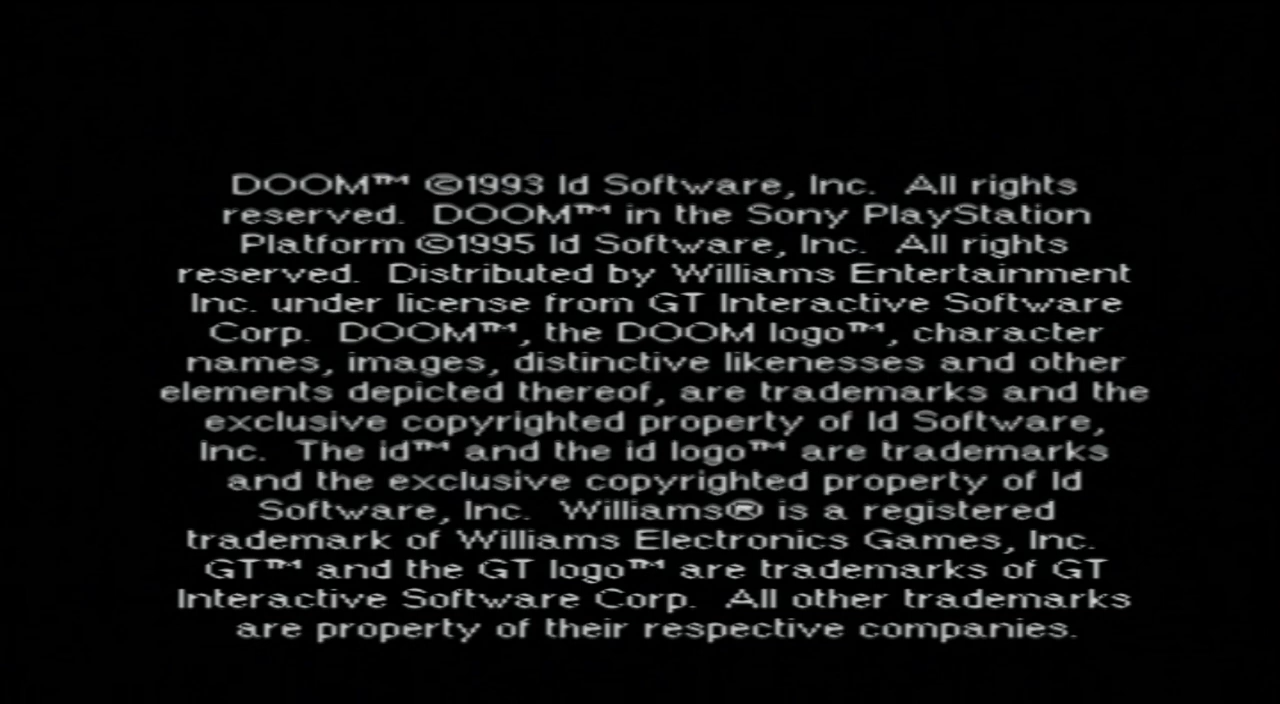 DOOM™ ©1993 Id Software, Inc.  All rights
reserved.  DOOM™ in the Sony PlayStation
Platform ©1995 Id Software, Inc.  All rights
reserved.  Distributed by Williams Entertainment
Inc. under license from GT Interactive Software
Corp.  DOOM™, the DOOM logo™, character
names, images, distinctive likenesses and other
elements depicted thereof, are trademarks and the
exclusive copyrighted property of Id Software,
Inc.  The id™ and the id logo™ are trademarks
and the exclusive copyrighted property of Id
Software, Inc.  Williams® is a registered
trademark of Williams Electronics Games, Inc.
GT™ and the GT logo™ are trademarks of GT
Interactive Software Corp.  All other trademarks
are property of their respective companies.